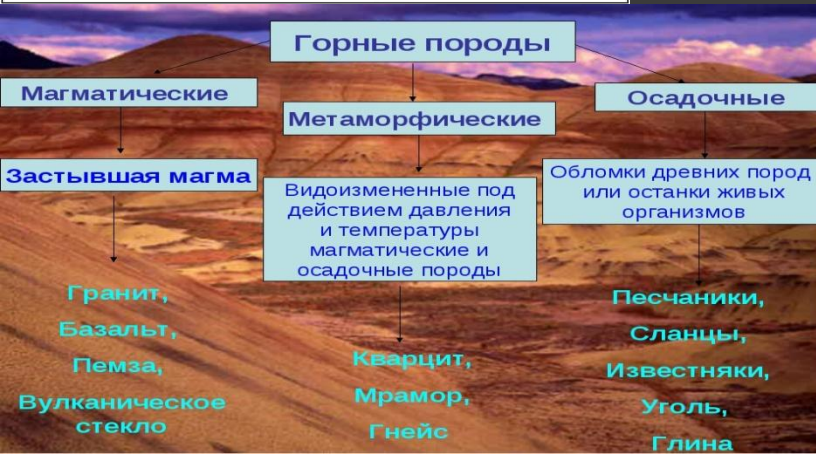 Горные породы
Магматические
Метаморфические
Осадочные
Застывшая магма
Видоизмененные под
действием давления
и температуры
магматические и
осадочные породы
Обломки древних пород
или останки живых
организмов
Гранит,
Базальт,
Пемза,
Вулканическое
стекло
Кварцит,
Мрамор,
Гнейс
Песчаники,
Сланцы,
Известняки,
Уголь,
Глина